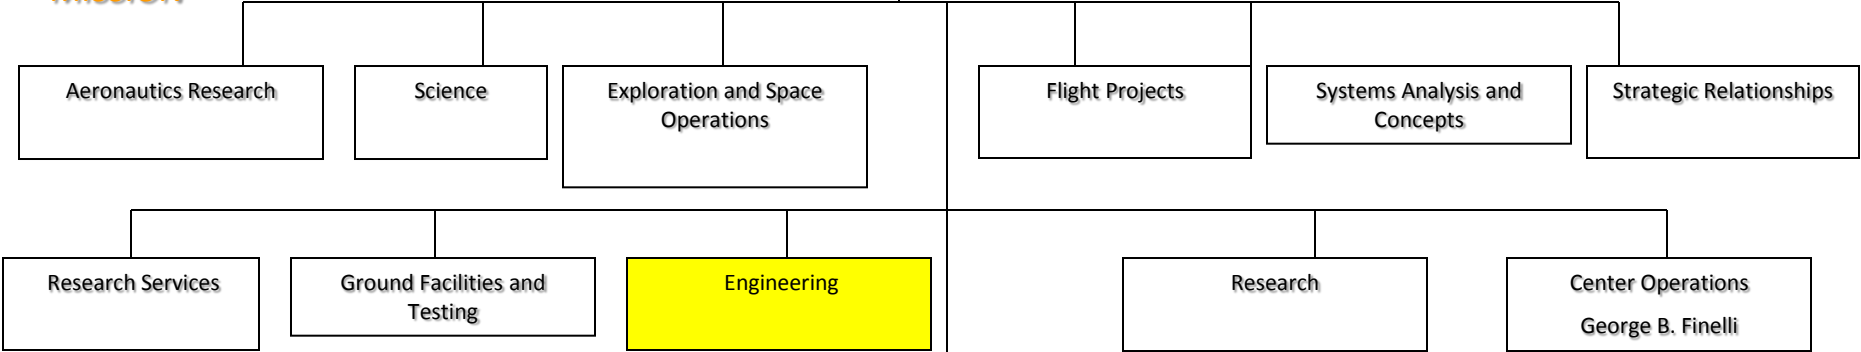 Mission
Aeronautics Research
Science
Exploration and Space
Operations
Flight Projects
Systems Analysis and
Concepts
Strategic Relationships
Research Services
Ground Facilities and
Testing
Engineering
Research
Center Operations
George B. Finelli